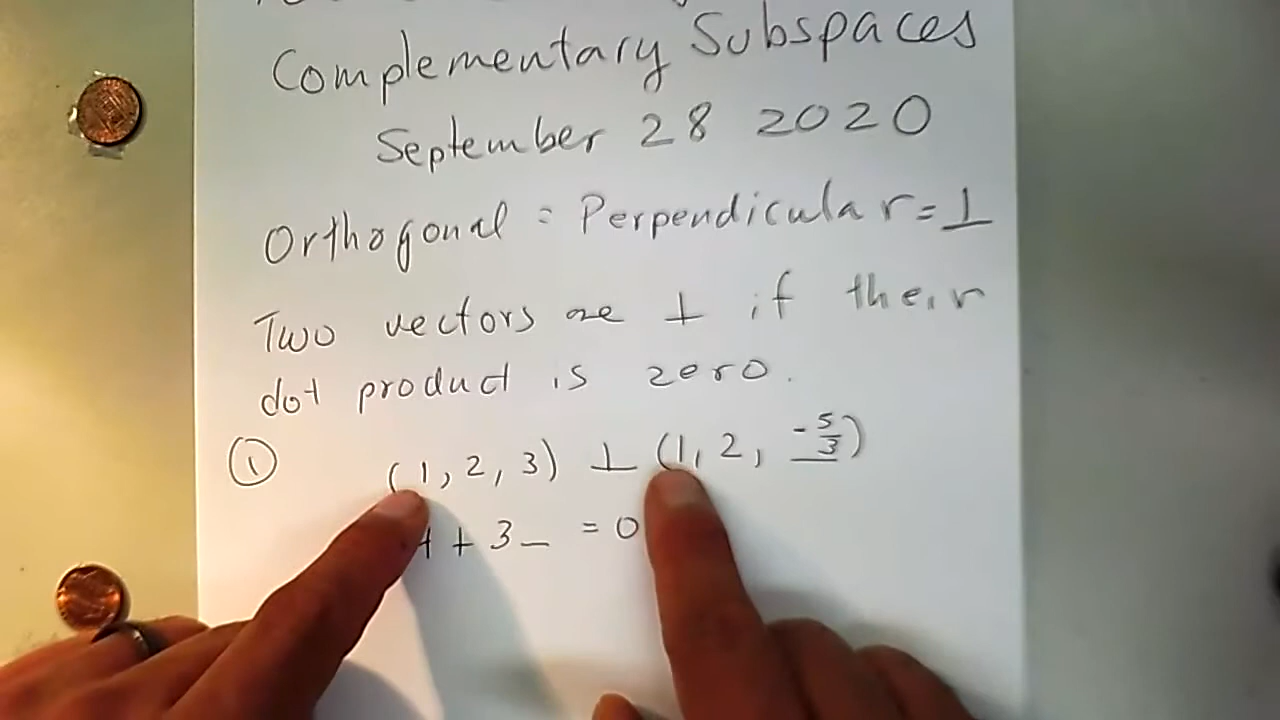 Complementary Subspaces
September 28 2020
Orthogonal = Perpendicular = ⊥
Two vectors are ⊥ if their
dot product is zero.
① (1, 2, 3) ⊥ (1, 2, -5/3)
4 + 3_ = 0